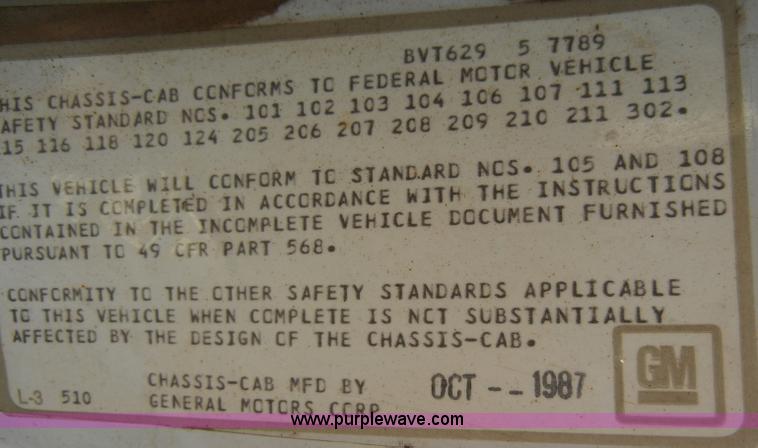 BVT629 5 7789
HIS CHASSIS-CAB CONFORMS TO FEDERAL MOTOR VEHICLE
AFETY STANDARD NOS. 101 102 103 104 106 107 111 113
15 116 118 120 124 205 206 207 208 209 210 211 302.
THIS VEHICLE WILL CONFORM TO STANDARD NOS. 105 AND 108
IF IT IS COMPLETED IN ACCORDANCE WITH THE INSTRUCTIONS
CONTAINED IN THE INCOMPLETE VEHICLE DOCUMENT FURNISHED
PURSUANT TO 49 CFR PART 568.
CONFORMITY TO THE OTHER SAFETY STANDARDS APPLICABLE
TO THIS VEHICLE WHEN COMPLETE IS NOT SUBSTANTIALLY
AFFECTED BY THE DESIGN OF THE CHASSIS-CAB.
L-3 510 CHASSIS-CAB MFD BY OCT -- 1987 GM
GENERAL MOTORS CORP
www.purplewave.com